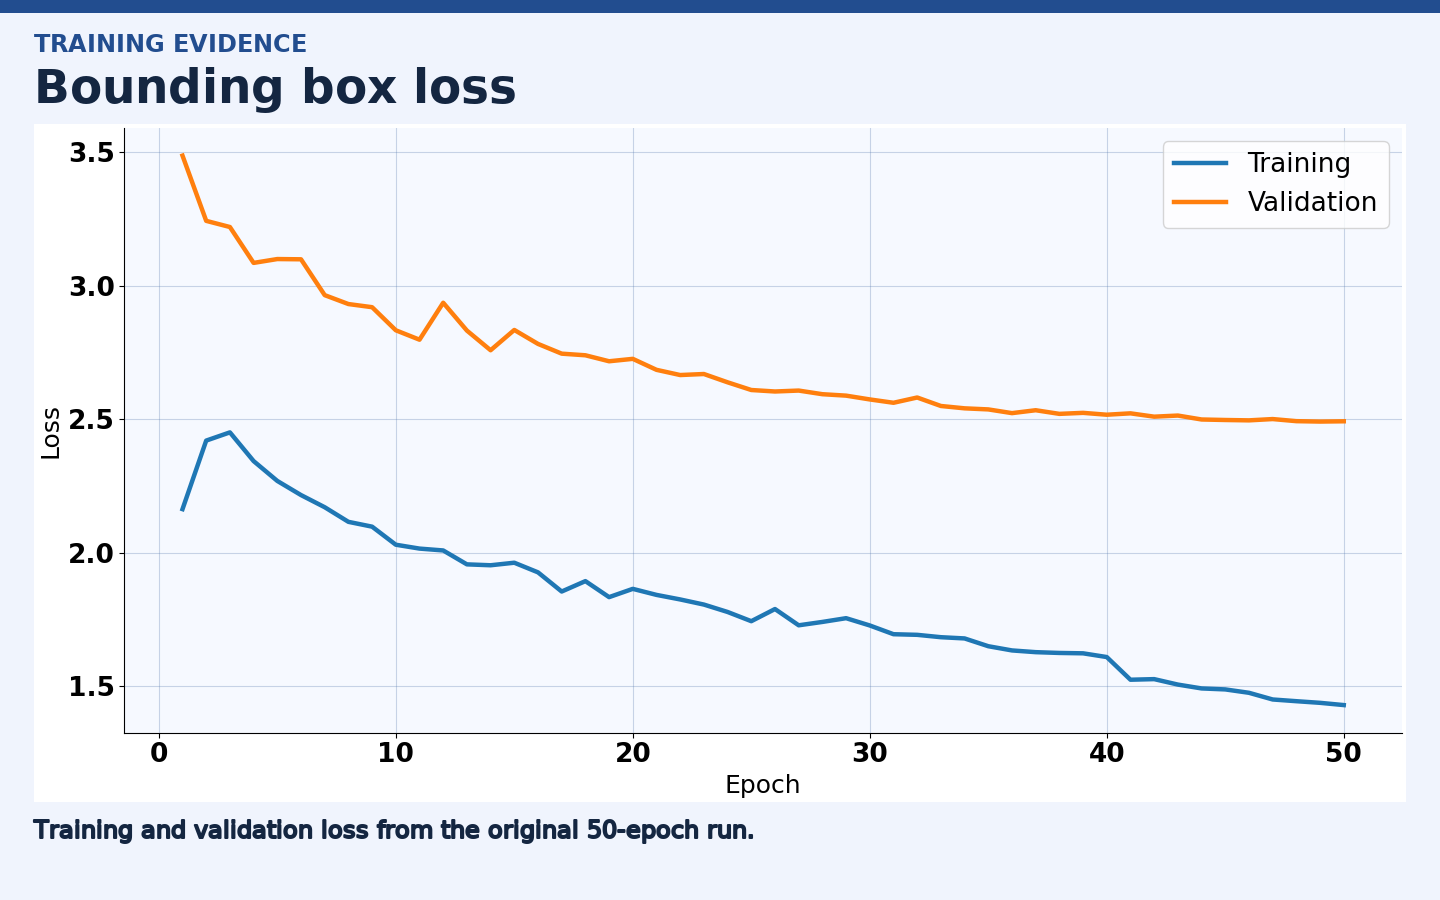 TRAINING EVIDENCE
Bounding box loss
Training
Validation
3.5
3.0
2.5
2.0
1.5
Loss
0 10 20 30 40 50
Epoch
Training and validation loss from the original 50-epoch run.